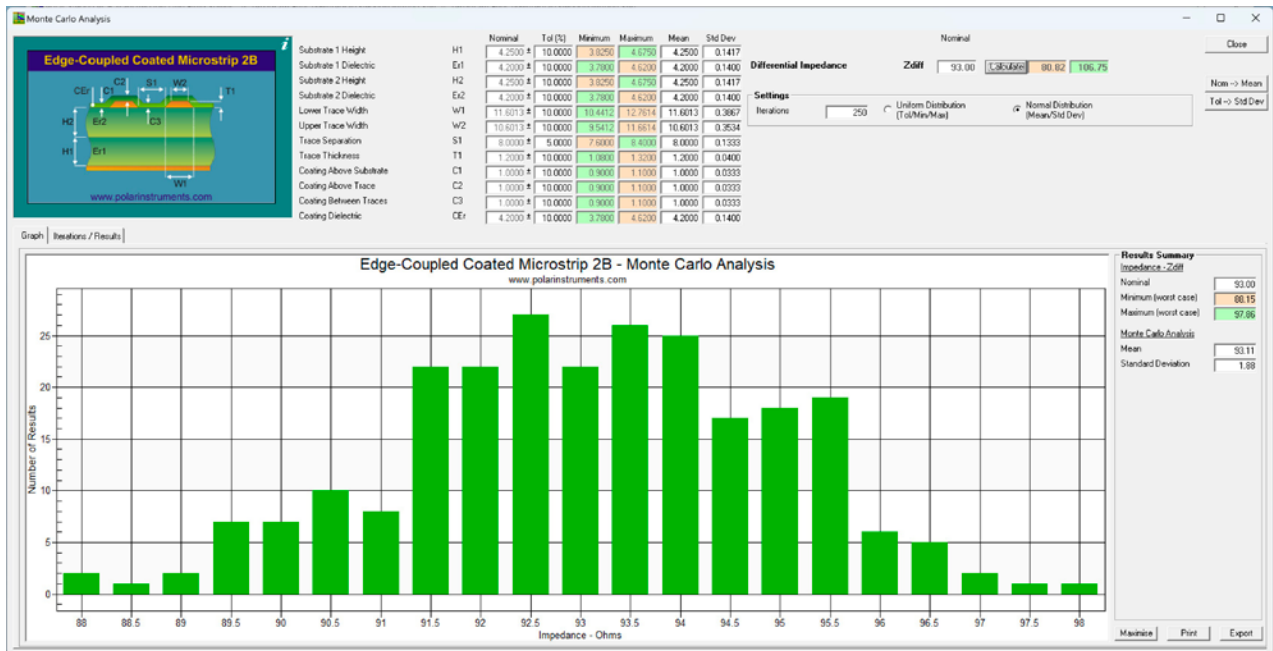 Monte Carlo Analysis
Edge-Coupled Coated Microstrip 2B
i
CEr C1 C2 S1 W2 T1
H2 Er2 C3
H1 Er1
W1
www.polarinstruments.com
Nominal Tol (%) Minimum Maximum Mean Std Dev
Substrate 1 Height H1 4.2500 ± 10.0000 3.8250 4.6750 4.2500 0.1417
Substrate 1 Dielectric Er1 4.2000 ± 10.0000 3.7800 4.6200 4.2000 0.1400
Substrate 2 Height H2 4.2500 ± 10.0000 3.8250 4.6750 4.2500 0.1417
Substrate 2 Dielectric Er2 4.2000 ± 10.0000 3.7800 4.6200 4.2000 0.1400
Lower Trace Width W1 11.6013 ± 10.0000 10.4412 12.7614 11.6013 0.3867
Upper Trace Width W2 10.6013 ± 10.0000 9.5412 11.6614 10.6013 0.3534
Trace Separation S1 8.0000 ± 5.0000 7.6000 8.4000 8.0000 0.1333
Trace Thickness T1 1.2000 ± 10.0000 1.0800 1.3200 1.2000 0.0400
Coating Above Substrate C1 1.0000 ± 10.0000 0.9000 1.1000 1.0000 0.0333
Coating Above Trace C2 1.0000 ± 10.0000 0.9000 1.1000 1.0000 0.0333
Coating Between Traces C3 1.0000 ± 10.0000 0.9000 1.1000 1.0000 0.0333
Coating Dielectric CEr 4.2000 ± 10.0000 3.7800 4.6200 4.2000 0.1400
Nominal
Differential Impedance Zdiff 93.00 Calculate 80.82 106.75
Settings
Iterations 250 Uniform Distribution (Tol/Min/Max) Normal Distribution (Mean/Std Dev)
Close
Nom -> Mean
Tol -> Std Dev
Graph Iterations / Results
Edge-Coupled Coated Microstrip 2B - Monte Carlo Analysis
www.polarinstruments.com
Number of Results
25
20
15
10
5
0
88 88.5 89 89.5 90 90.5 91 91.5 92 92.5 93 93.5 94 94.5 95 95.5 96 96.5 97 97.5 98
Impedance - Ohms
Results Summary
Impedance - Zdiff
Nominal 93.00
Minimum (worst case) 88.15
Maximum (worst case) 97.86
Monte Carlo Analysis
Mean 93.11
Standard Deviation 1.88
Maximise Print Export